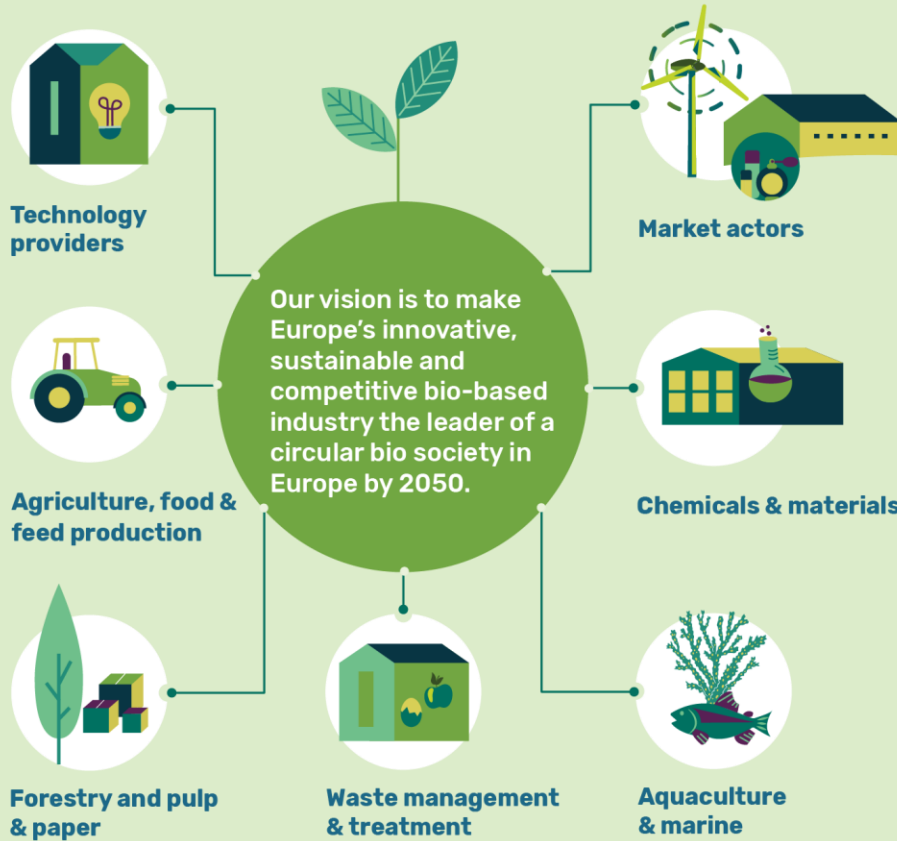 Technology
providers
Market actors
Our vision is to make
Europe's innovative,
sustainable and
competitive bio-based
industry the leader of a
circular bio society in
Europe by 2050.
Agriculture, food &
feed production
Chemicals & materials
Forestry and pulp
& paper
Waste management
& treatment
Aquaculture
& marine